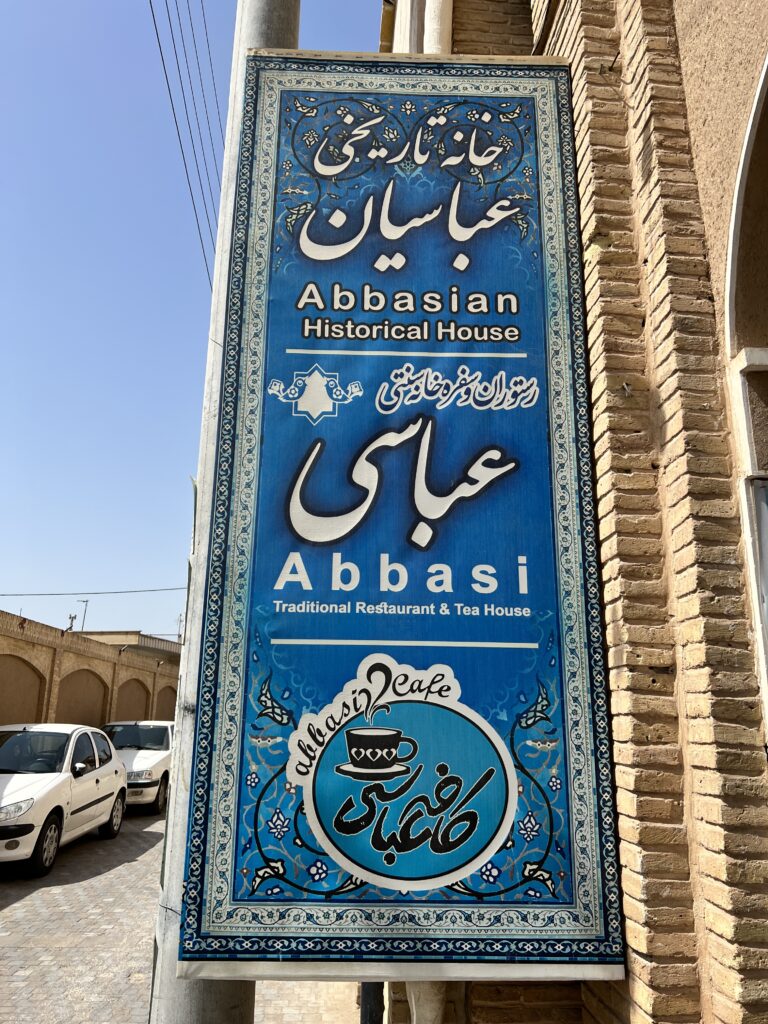 خانه تاریخی
عباسیان
Abbasian
Historical House
رستوران و سفره خانه سنتی
عباسی
Abbasi
Traditional Restaurant & Tea House
abbasi Cafe
کافه عباسی